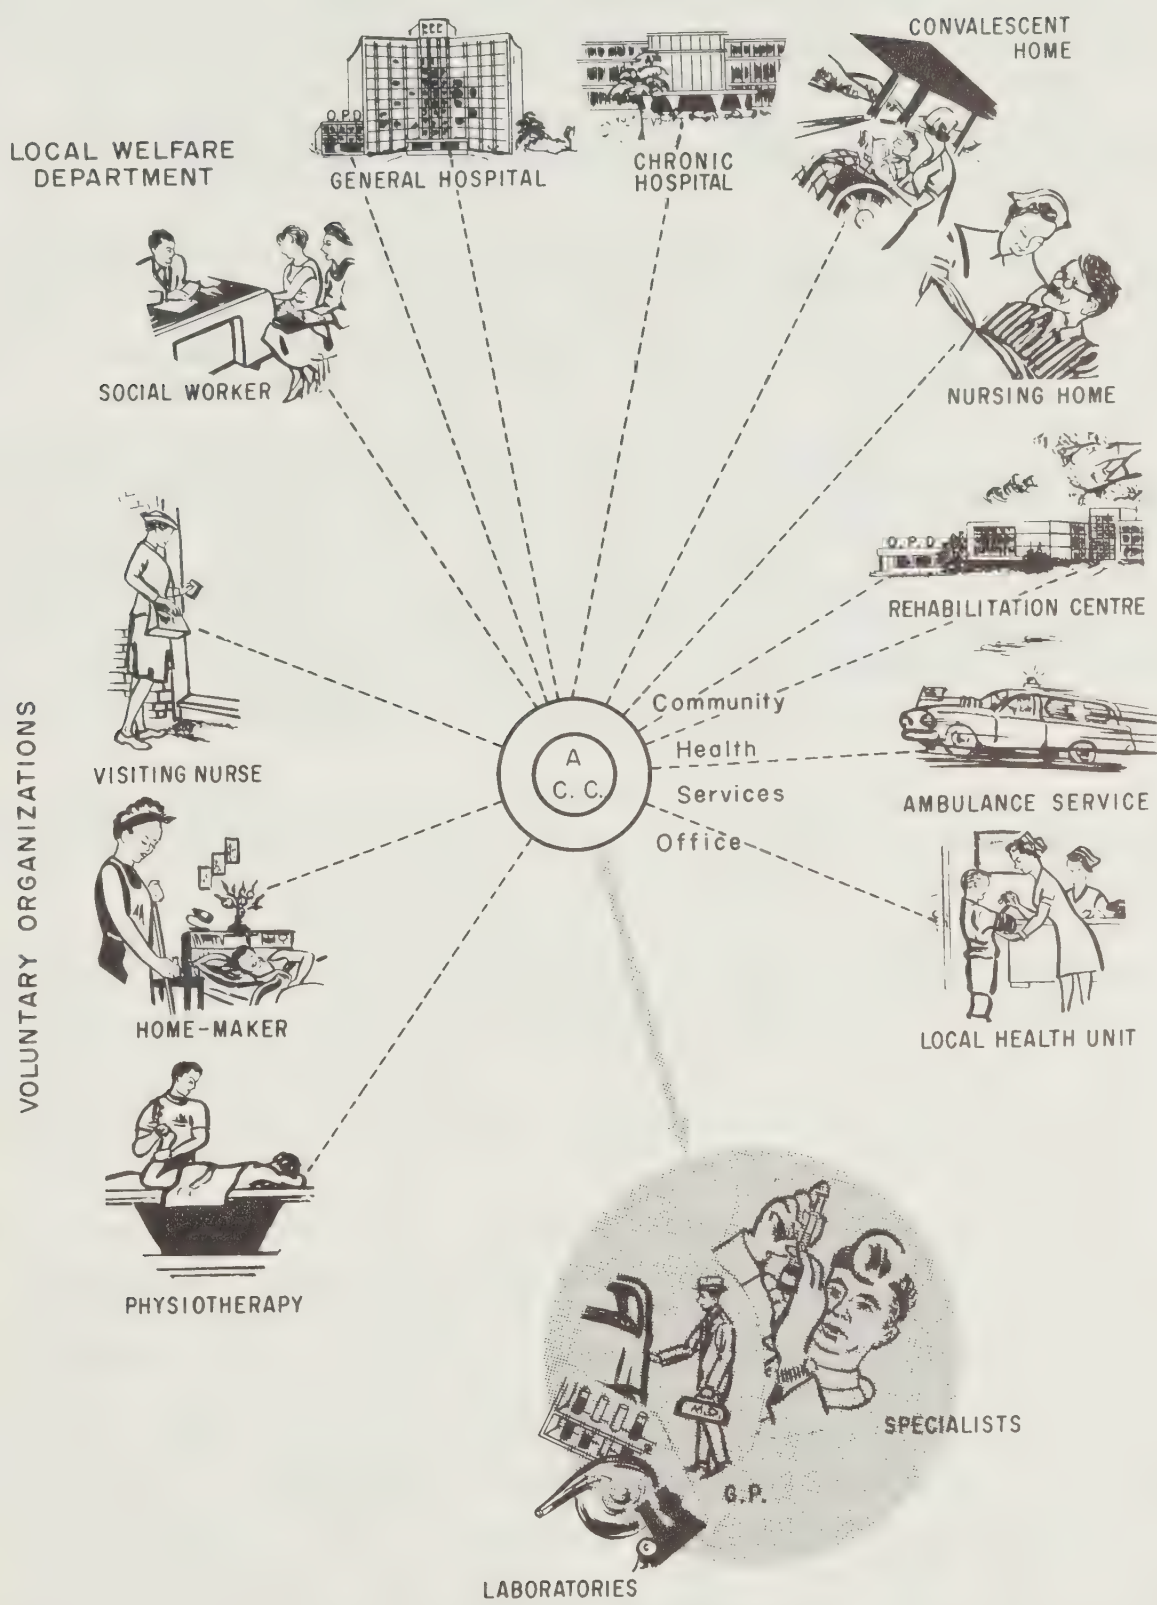 CONVALESCENT
HOME
O.P.D
LOCAL WELFARE
DEPARTMENT
GENERAL HOSPITAL
CHRONIC
HOSPITAL
SOCIAL WORKER
NURSING HOME
O.P.D
REHABILITATION CENTRE
VISITING NURSE
Community
Health
Services
Office
A
C. C.
AMBULANCE SERVICE
VOLUNTARY ORGANIZATIONS
HOME-MAKER
LOCAL HEALTH UNIT
PHYSIOTHERAPY
M.D.
SPECIALISTS
G.P.
LABORATORIES